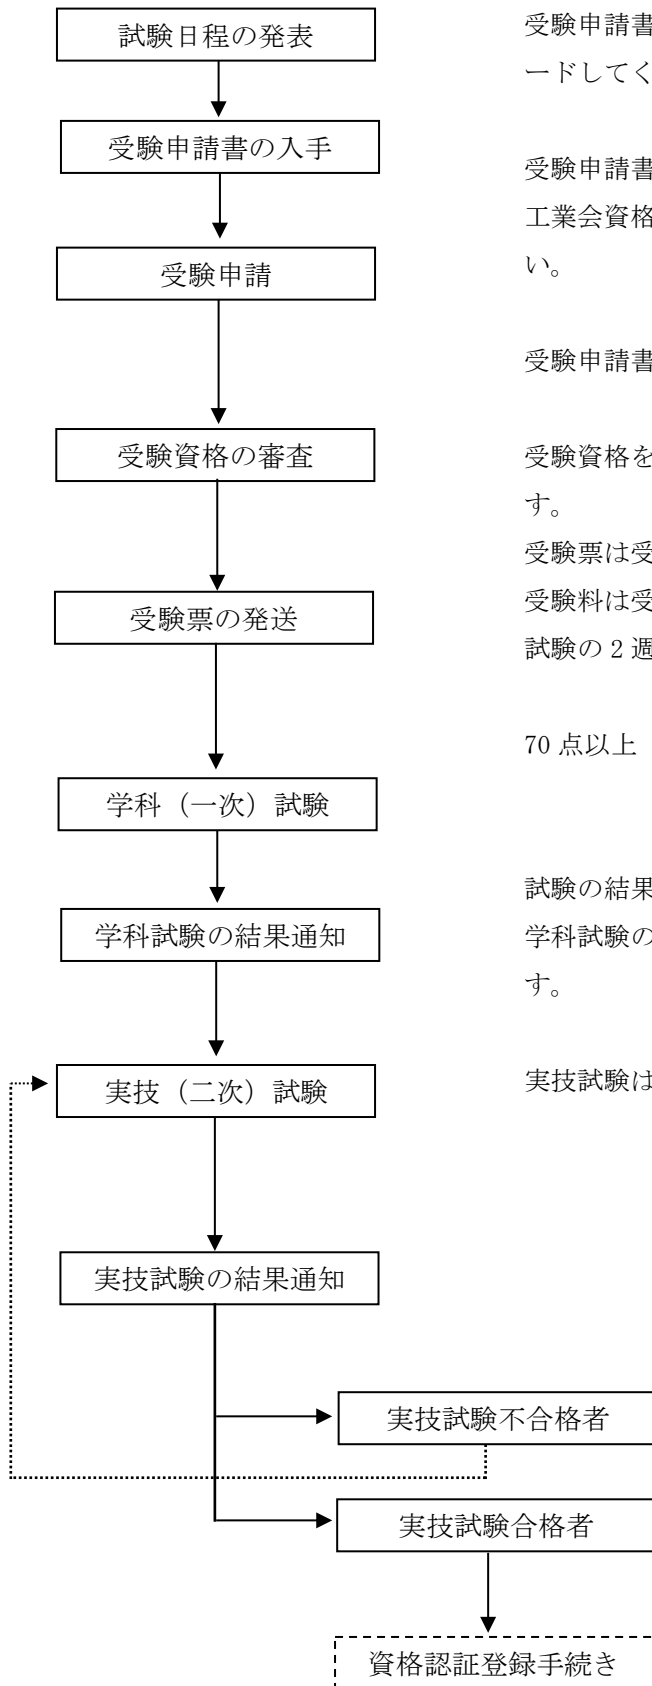 試験日程の発表
受験申請書
ードしてく
受験申請書の入手
受験申請書
工業会資格
い。
受験申請
受験申請書
受験資格の審査
受験資格を
す。
受験票は受
受験料は受
試験の 2 週
受験票の発送
70 点以上
学科（一次）試験
試験の結果
学科試験の結果通知
学科試験の
す。
実技（二次）試験
実技試験は
実技試験の結果通知
実技試験不合格者
実技試験合格者
資格認証登録手続き